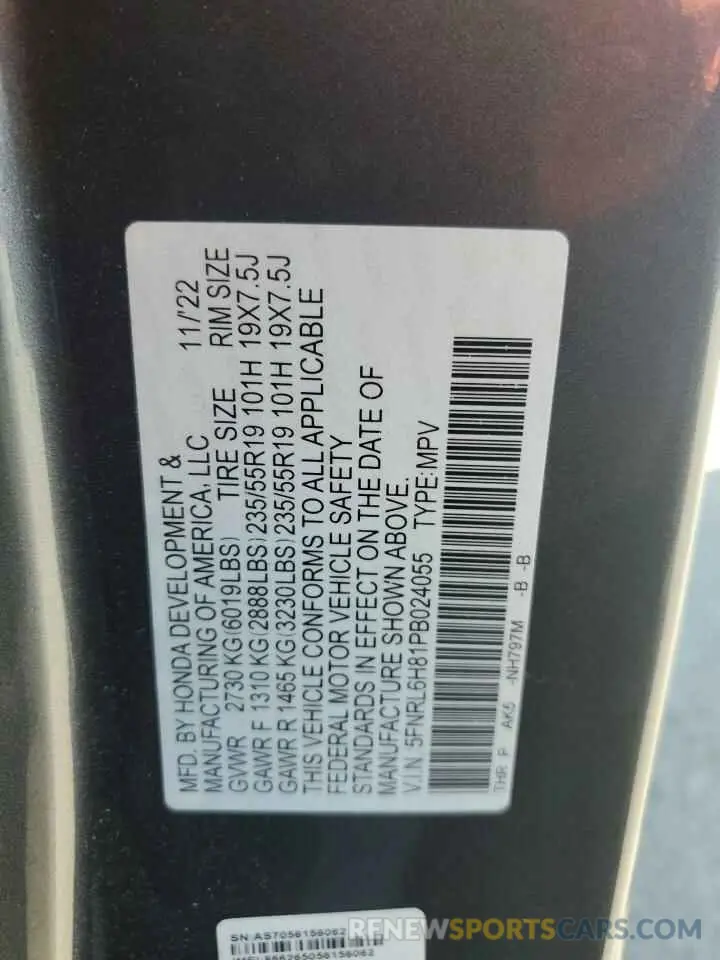 MFD. BY HONDA DEVELOPMENT &
MANUFACTURING OF AMERICA, LLC 11/'22
GVWR 2730 KG(6019LBS) TIRE SIZE RIM SIZE
GAWR F 1310 KG(2888LBS)235/55R19 101H 19X7.5J
GAWR R 1465 KG(3230LBS)235/55R19 101H 19X7.5J
THIS VEHICLE CONFORMS TO ALL APPLICABLE
FEDERAL MOTOR VEHICLE SAFETY
STANDARDS IN EFFECT ON THE DATE OF
MANUFACTURE SHOWN ABOVE.
V.I.N 5FNRL6H81PB024055 TYPE:MPV
THR P AK5 -NH797M -B -B
SN:AS7056156062
RENEWSPORTCARS.COM